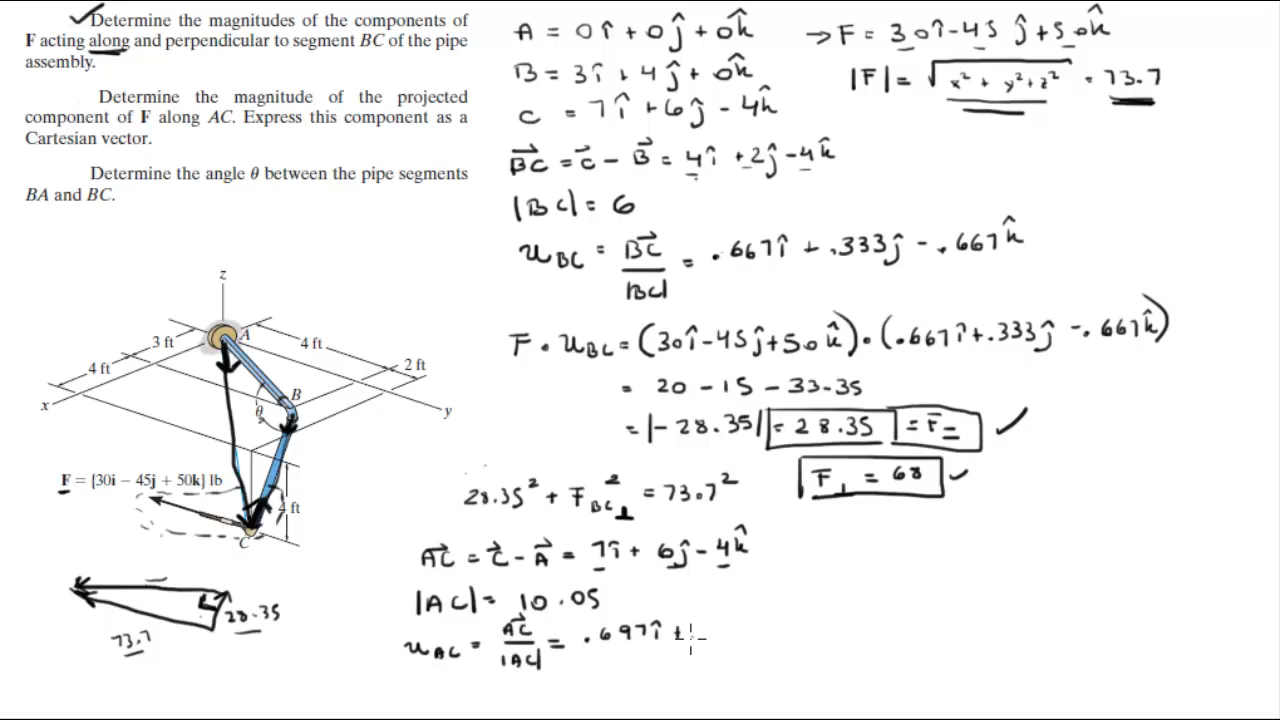 Determine the magnitudes of the components of
F acting along and perpendicular to segment BC of the pipe
assembly.
Determine the magnitude of the projected
component of F along AC. Express this component as a
Cartesian vector.
Determine the angle θ between the pipe segments
BA and BC.
z
3 ft
A
4 ft
4 ft
2 ft
x
B
y
θ
F = {30i − 45j + 50k} lb
4 ft
C
28.35
73.7
A = 0î + 0ĵ + 0k̂
B = 3î + 4ĵ + 0k̂
C = 7î + 6ĵ - 4k̂
BC = C - B = 4î + 2ĵ - 4k̂
|BC| = 6
u BC = BC / |BC| = .667î + .333ĵ - .667k̂
→ F = 30î - 45ĵ + 50k̂
|F| = √x² + y² + z² = 73.7
F · u BC = (30î - 45ĵ + 50k̂) · (.667î + .333ĵ - .667k̂)
= 20 - 15 - 33.35
= |-28.35| = 28.35 = F=
F⊥ = 68
28.35² + F BC⊥² = 73.7²
AC = C - A = 7î + 6ĵ - 4k̂
|AC| = 10.05
u AC = AC / |AC| = .697î +